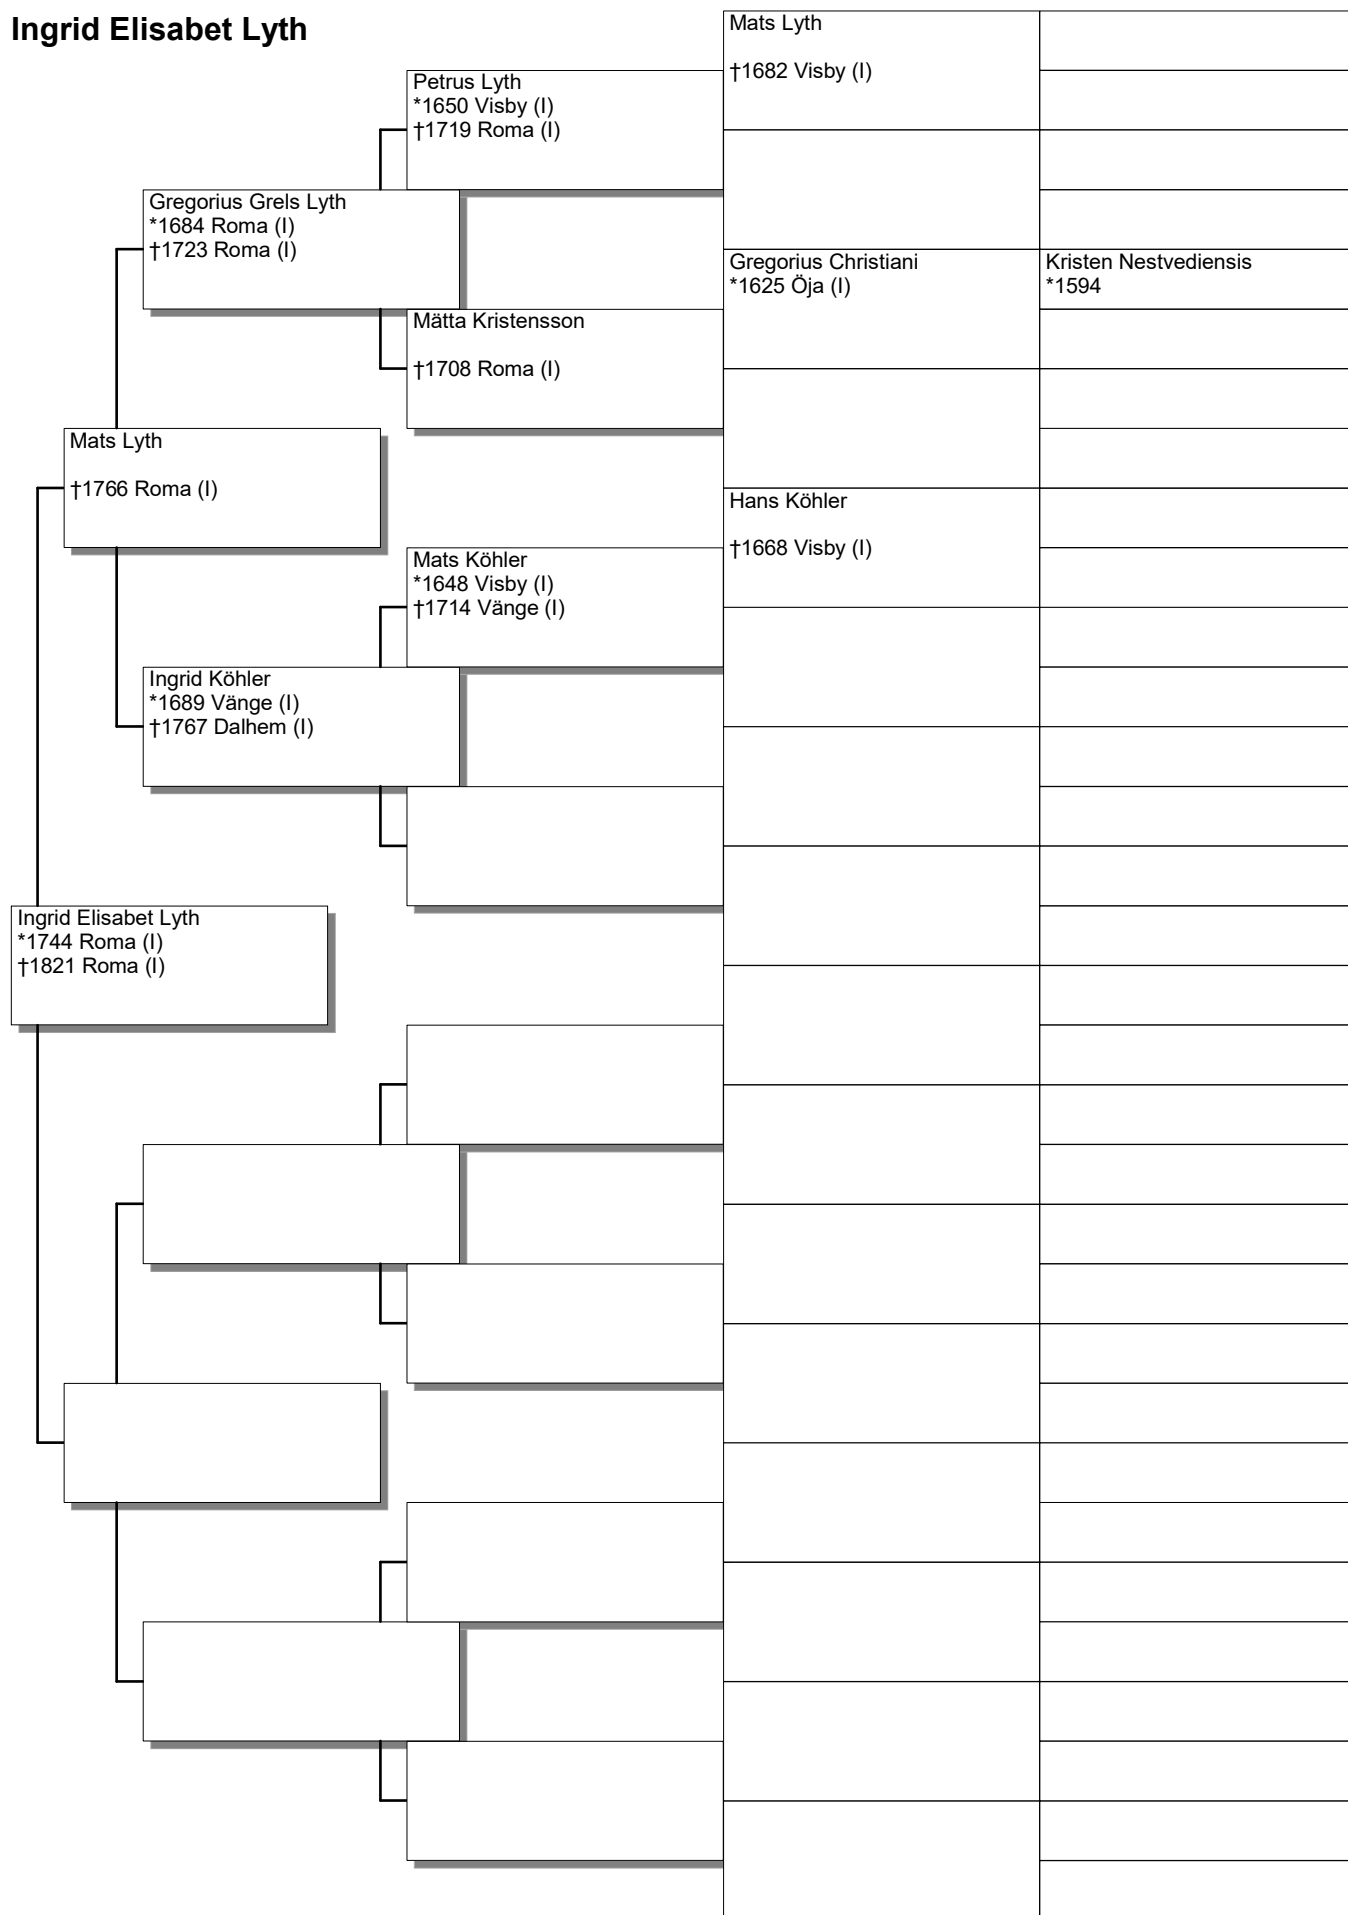 Ingrid Elisabet Lyth
Mats Lyth
†1682 Visby (I)
Petrus Lyth
*1650 Visby (I)
†1719 Roma (I)
Gregorius Grels Lyth
*1684 Roma (I)
†1723 Roma (I)
Gregorius Christiani
*1625 Öja (I)
Kristen Nestvediensis
*1594
Mätta Kristensson
†1708 Roma (I)
Mats Lyth
†1766 Roma (I)
Hans Köhler
†1668 Visby (I)
Mats Köhler
*1648 Visby (I)
†1714 Vänge (I)
Ingrid Köhler
*1689 Vänge (I)
†1767 Dalhem (I)
Ingrid Elisabet Lyth
*1744 Roma (I)
†1821 Roma (I)